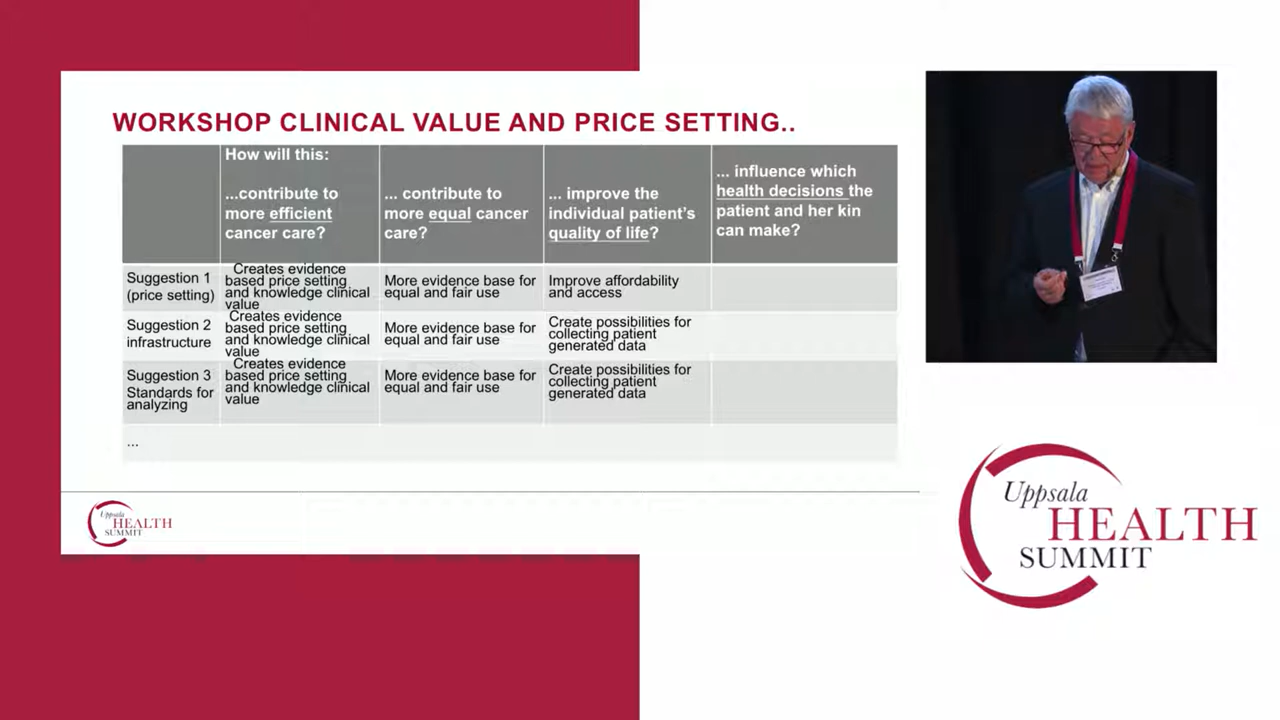 WORKSHOP CLINICAL VALUE AND PRICE SETTING..
How will this:
...contribute to
more efficient
cancer care?
... contribute to
more equal cancer
care?
... improve the
individual patient's
quality of life?
... influence which
health decisions the
patient and her kin
can make?
Suggestion 1
(price setting)
Creates evidence
based price setting
and knowledge clinical
value
More evidence base for
equal and fair use
Improve affordability
and access
Suggestion 2
infrastructure
Creates evidence
based price setting
and knowledge clinical
value
More evidence base for
equal and fair use
Create possibilities for
collecting patient
generated data
Suggestion 3
Standards for
analyzing
Creates evidence
based price setting
and knowledge clinical
value
More evidence base for
equal and fair use
Create possibilities for
collecting patient
generated data
...
Uppsala
HEALTH
SUMMIT
Uppsala
HEALTH
SUMMIT